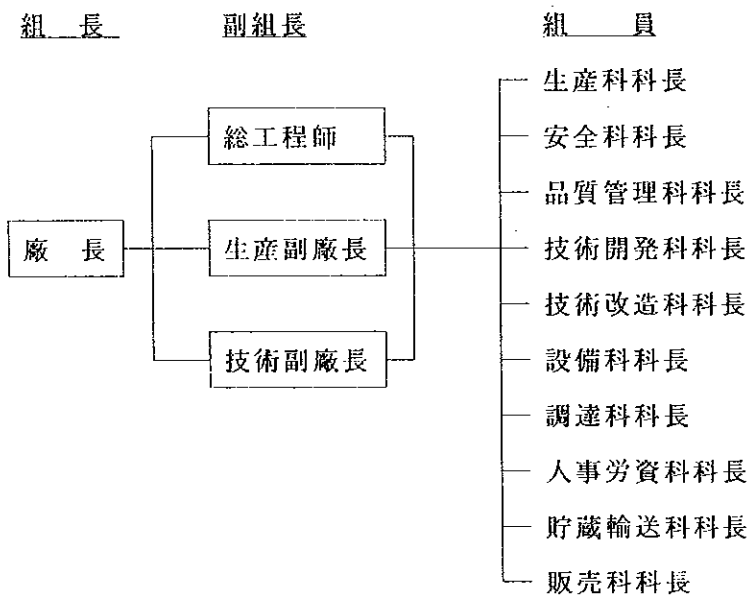 組長 副組長 組員
総工程師
廠長 生産副廠長
技術副廠長
生産科科長
安全科科長
品質管理科科長
技術開発科科長
技術改造科科長
設備科科長
調達科科長
人事労資科科長
貯蔵輸送科科長
販売科科長